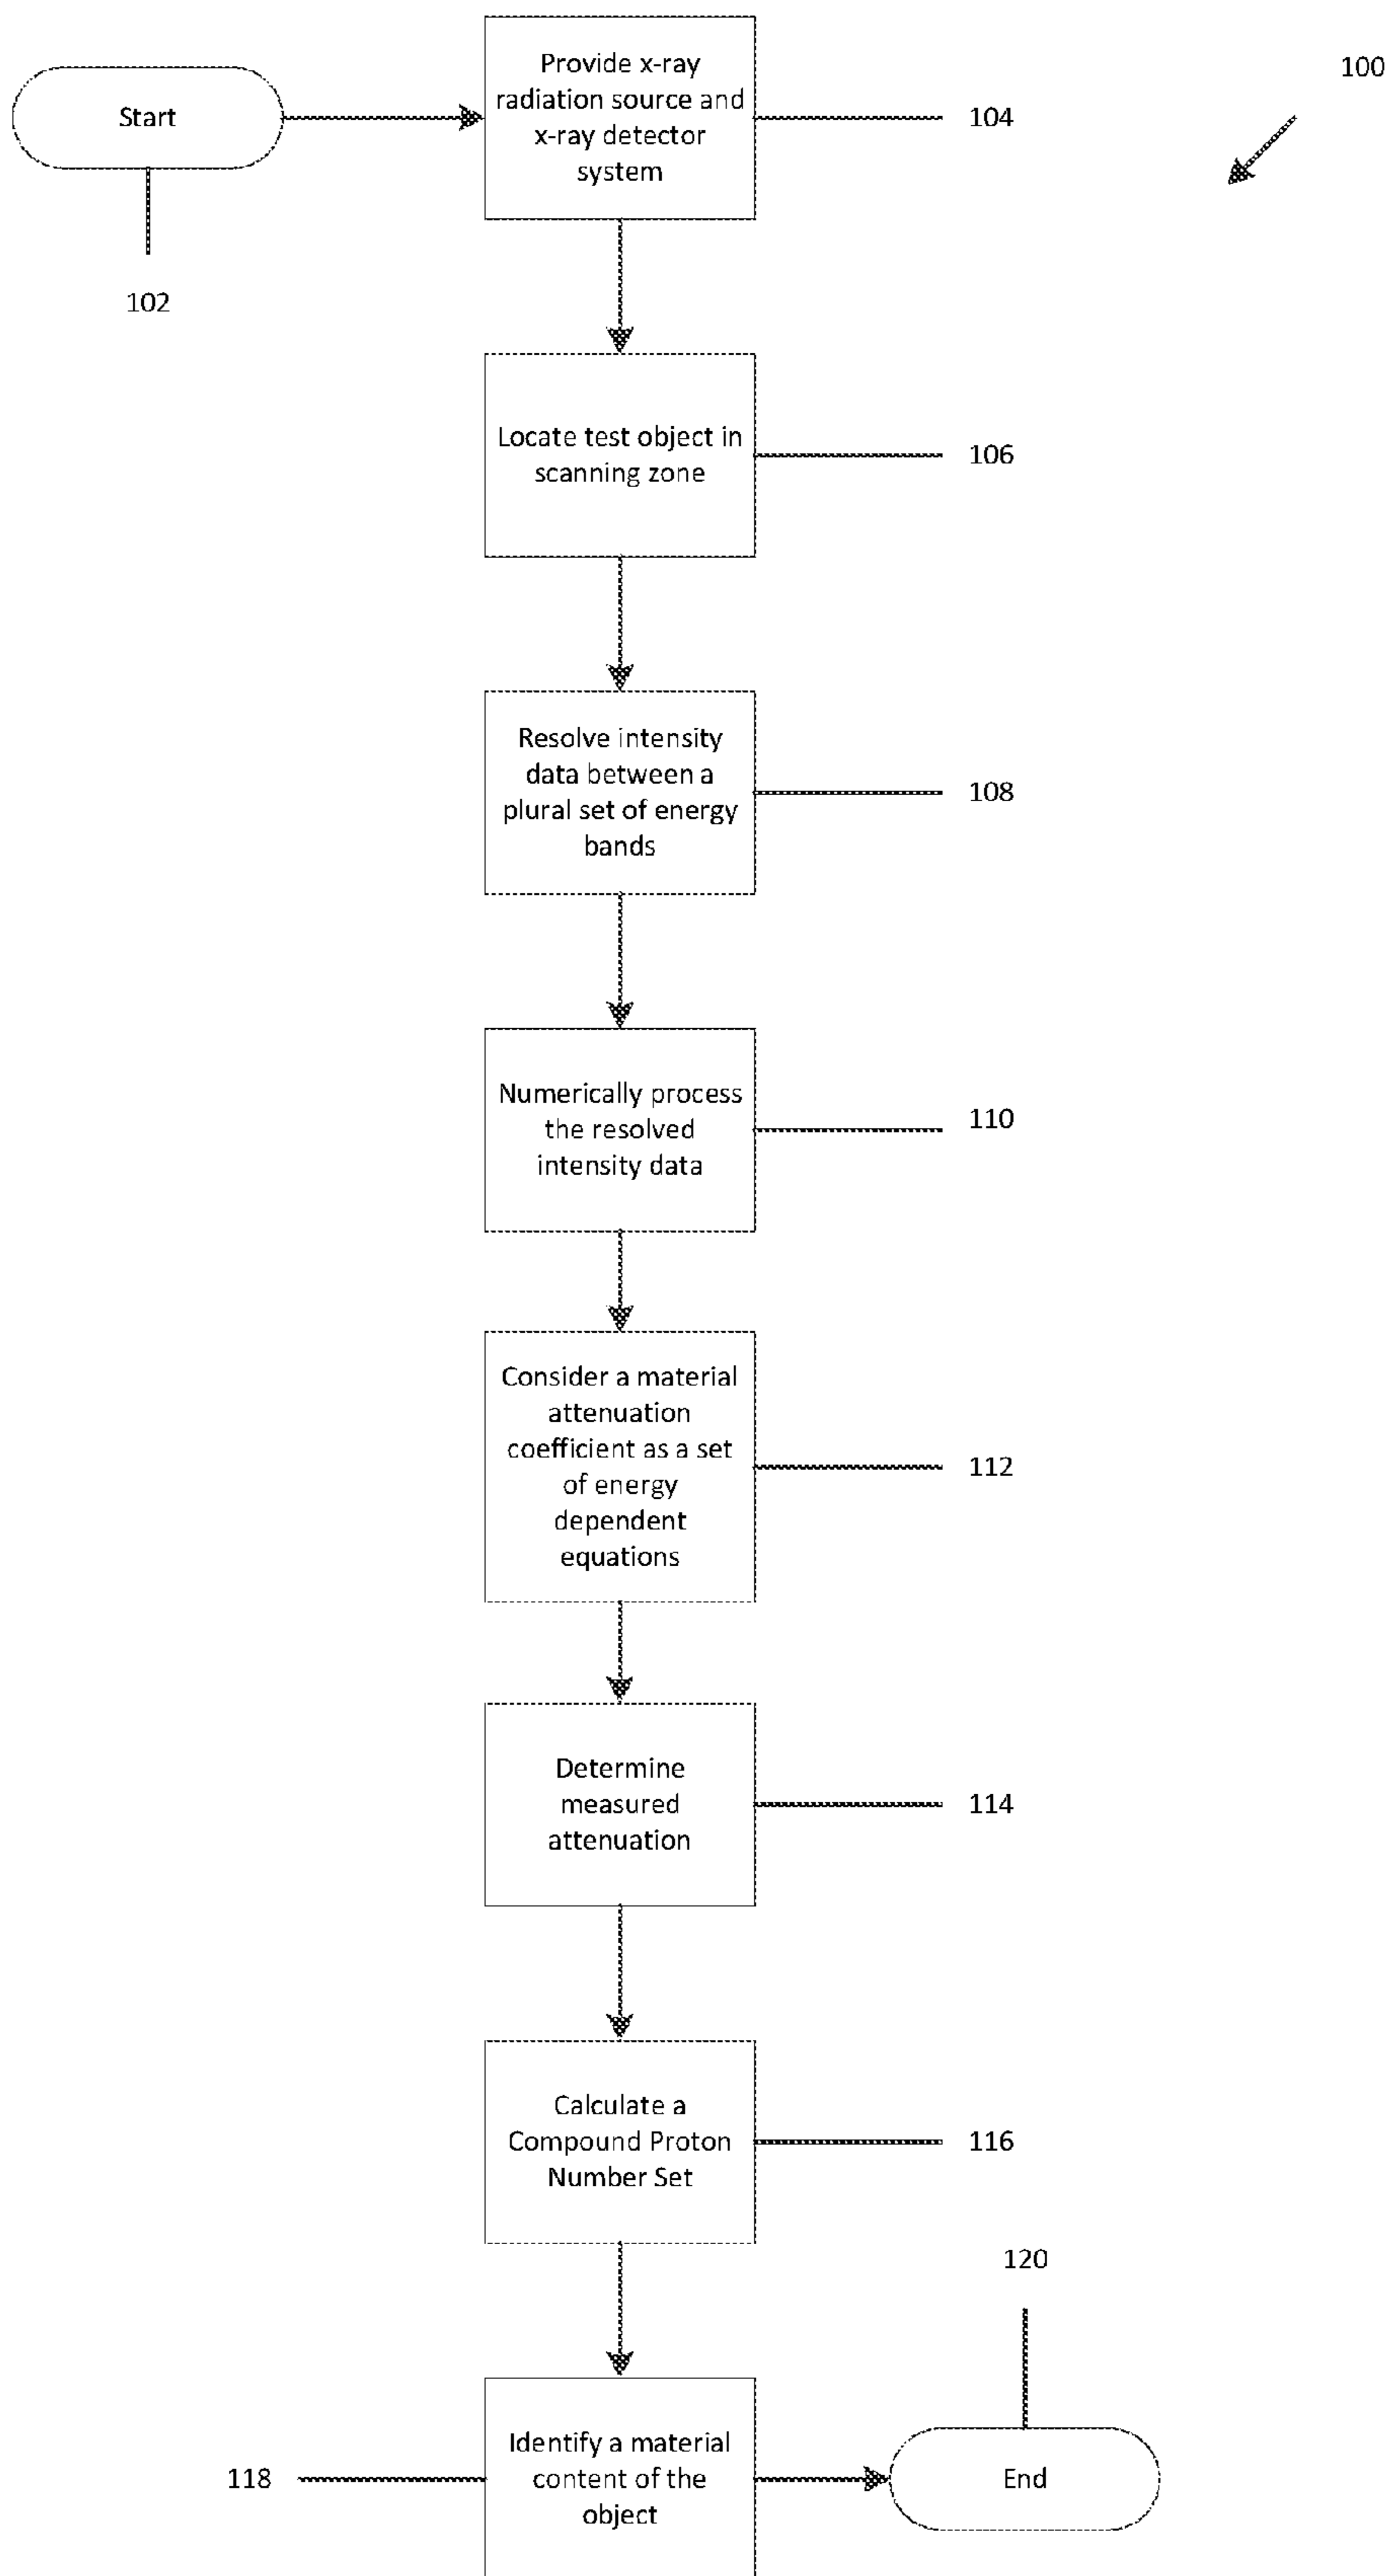 100
Start
102
Provide x-ray
radiation source and
x-ray detector
system
104
Locate test object in
scanning zone
106
Resolve intensity
data between a
plural set of energy
bands
108
Numerically process
the resolved
intensity data
110
Consider a material
attenuation
coefficient as a set
of energy
dependent
equations
112
Determine
measured
attenuation
114
Calculate a
Compound Proton
Number Set
116
120
118
Identify a material
content of the
object
End